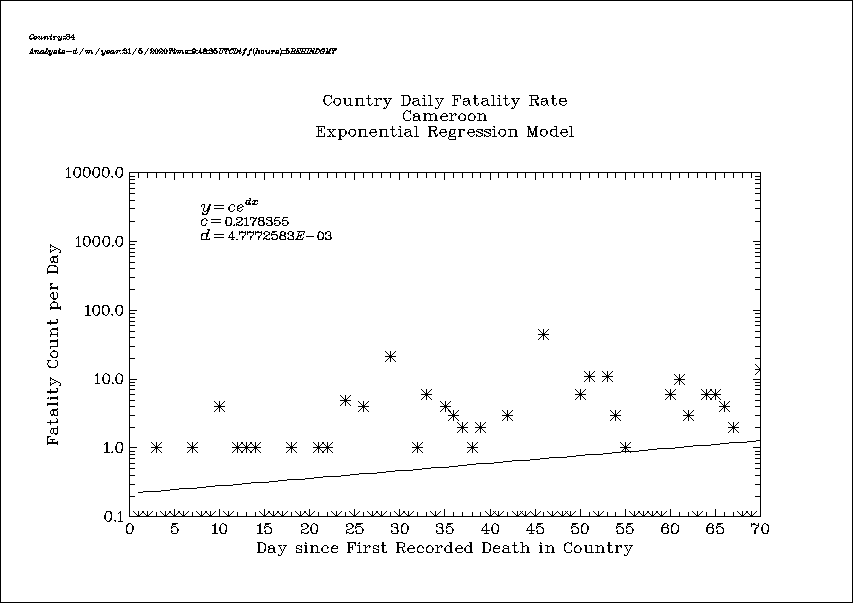 Country:34
Analysis-d/m/year:31/5/2020Time:9:48:35UTCDiff(hours):5BEHINDGMT
Country Daily Fatality Rate
Cameroon
Exponential Regression Model
y = ce^{dx}
c = 0.2178355
d = 4.7772583E-03
Fatality Count per Day
10000.0
1000.0
100.0
10.0
1.0
0.1
0 5 10 15 20 25 30 35 40 45 50 55 60 65 70
Day since First Recorded Death in Country